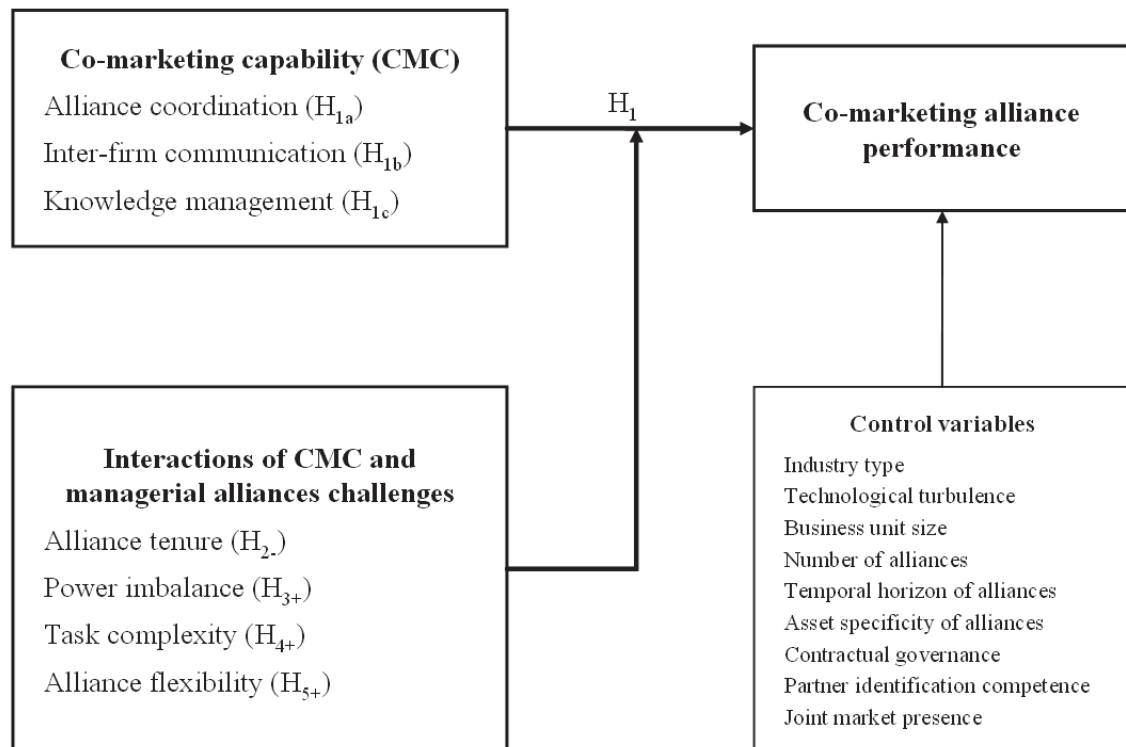 Co-marketing capability (CMC)
Alliance coordination (H1a)
Inter-firm communication (H1b)
Knowledge management (H1c)
H1
Co-marketing alliance
performance
Interactions of CMC and
managerial alliances challenges
Alliance tenure (H2-)
Power imbalance (H3+)
Task complexity (H4+)
Alliance flexibility (H5+)
Control variables
Industry type
Technological turbulence
Business unit size
Number of alliances
Temporal horizon of alliances
Asset specificity of alliances
Contractual governance
Partner identification competence
Joint market presence